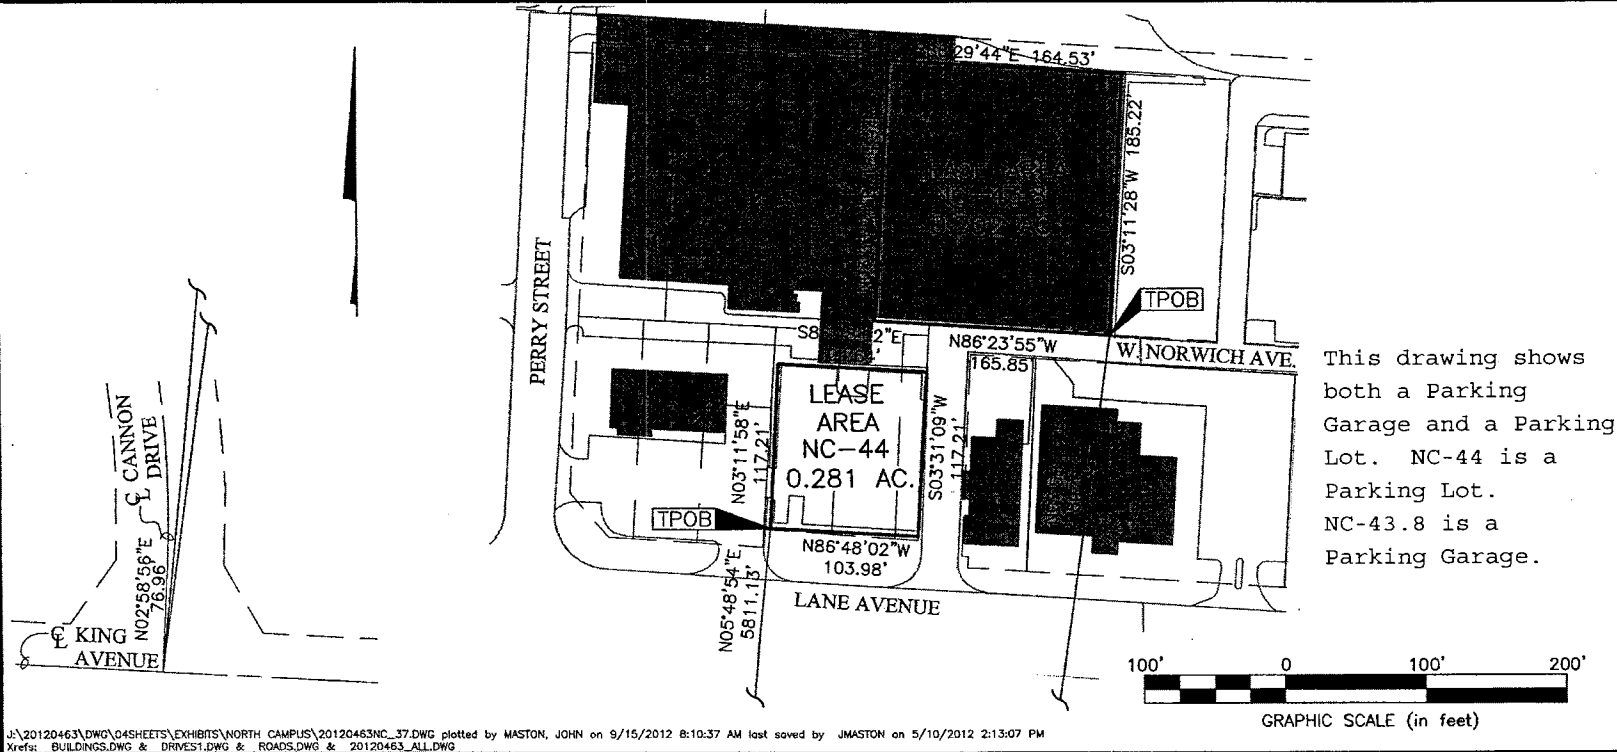 29'44"E 164.53'
S03°11'28"W 185.22'
TPOB
PERRY STREET
N86°23'55"W
165.85'
W. NORWICH AVE.
This drawing shows
both a Parking
Garage and a Parking
Lot.  NC-44 is a
Parking Lot.
NC-43.8 is a
Parking Garage.
LEASE
AREA
NC-44
0.281 AC.
N03°11'58"E
117.21'
S03°31'09"W
117.21'
TPOB
N86°48'02"W
103.98'
N05°48'54"E
5811.13'
LANE AVENUE
℄ CANNON
℄ DRIVE
N02°58'56"E
76.96'
℄ KING
AVENUE
100' 0 100' 200'
GRAPHIC SCALE (in feet)
J:\20120463\DWG\04SHEETS\EXHIBITS\NORTH CAMPUS\20120463NC_37.DWG plotted by MASTON, JOHN on 9/15/2012 8:10:37 AM last saved by JMASTON on 5/10/2012 2:13:07 PM
Xrefs: BUILDINGS.DWG & DRIVES1.DWG & ROADS.DWG & 20120463_ALL.DWG